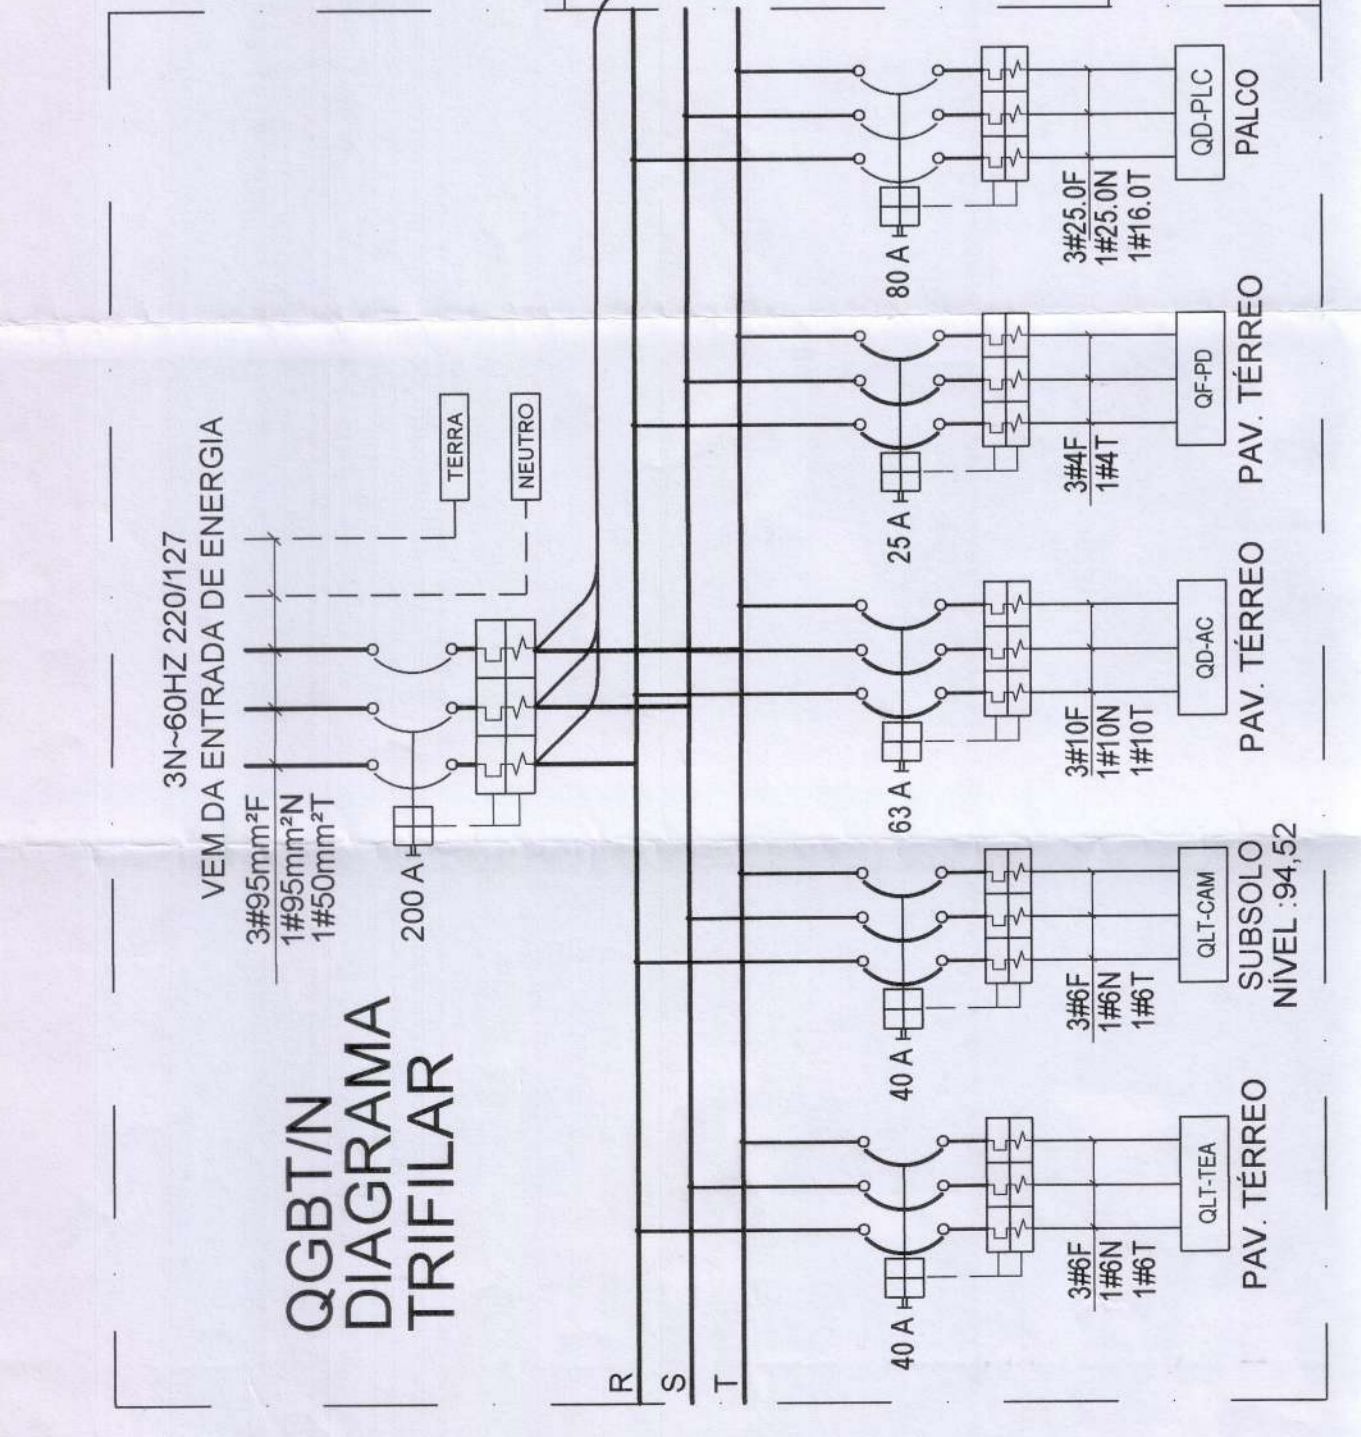 QGBT/N
DIAGRAMA
TRIFILAR
3N~60HZ 220/127
VEM DA ENTRADA DE ENERGIA
3#95mm²F
1#95mm²N
1#50mm²T
200 A
TERRA
NEUTRO
R
S
T
40 A
3#6F
1#6N
1#6T
QLT-TEA
PAV. TÉRREO
40 A
3#6F
1#6N
1#6T
QLT-CAM
SUBSOLO
NÍVEL :94,52
63 A
3#10F
1#10N
1#10T
QD-AC
PAV. TÉRREO
25 A
3#4F
1#4T
QF-PD
PAV. TÉRREO
80 A
3#25.0F
1#25.0N
1#16.0T
QD-PLC
PALCO